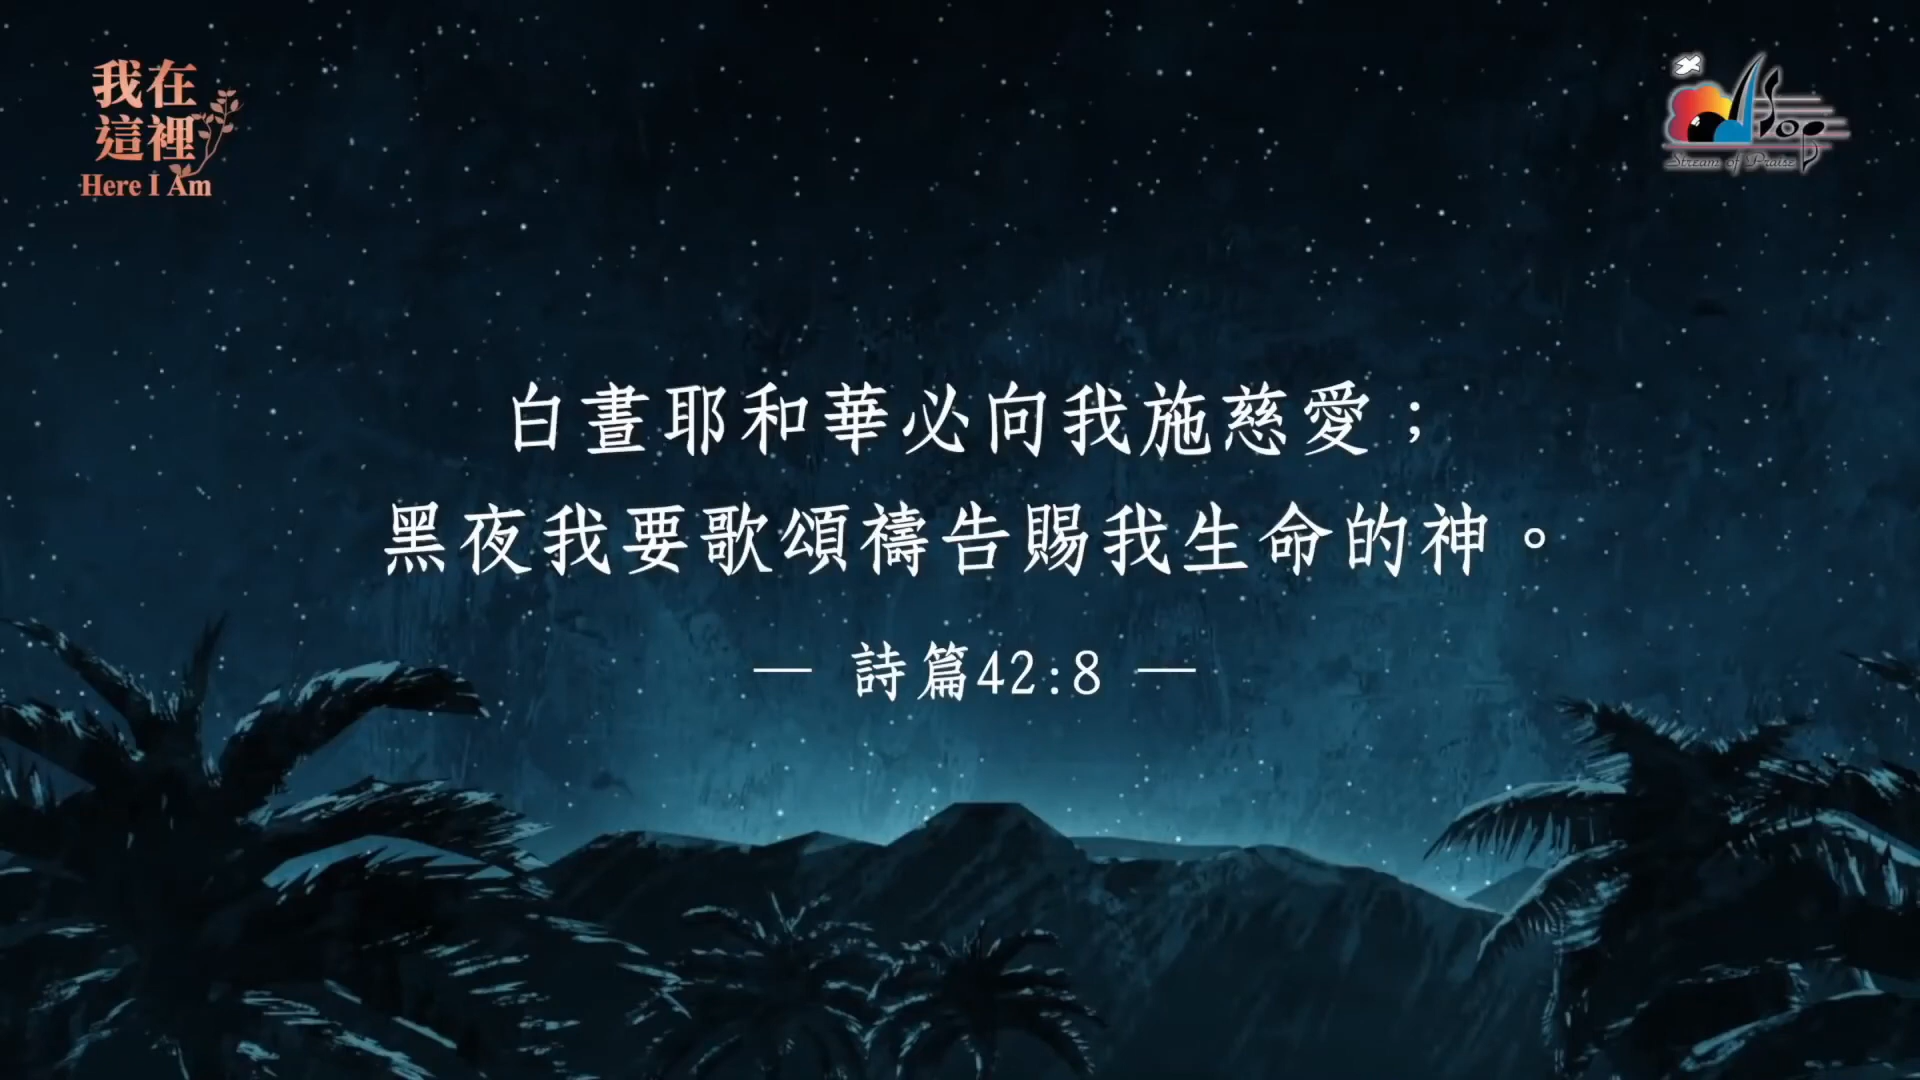 我在
這裡
Here I Am
SOP
Stream of Praise
白晝耶和華必向我施慈愛；
黑夜我要歌頌禱告賜我生命的神。
— 詩篇42:8 —